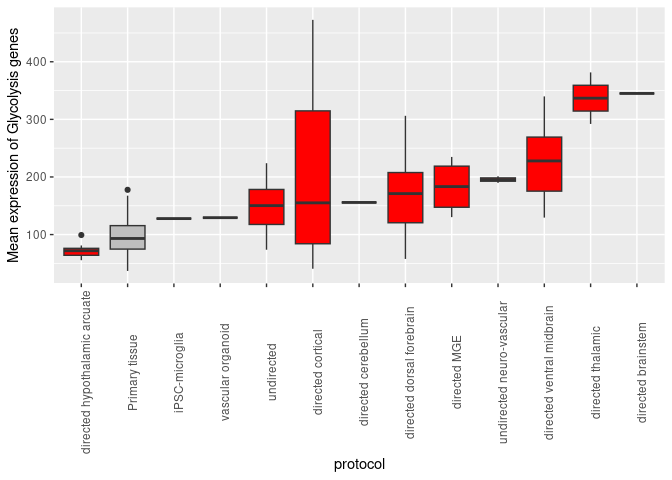 Mean expression of Glycolysis genes
400
300
200
100
directed hypothalamic arcuate
Primary tissue
iPSC-microglia
vascular organoid
undirected
directed cortical
directed cerebellum
directed dorsal forebrain
directed MGE
undirected neuro-vascular
directed ventral midbrain
directed thalamic
directed brainstem
protocol